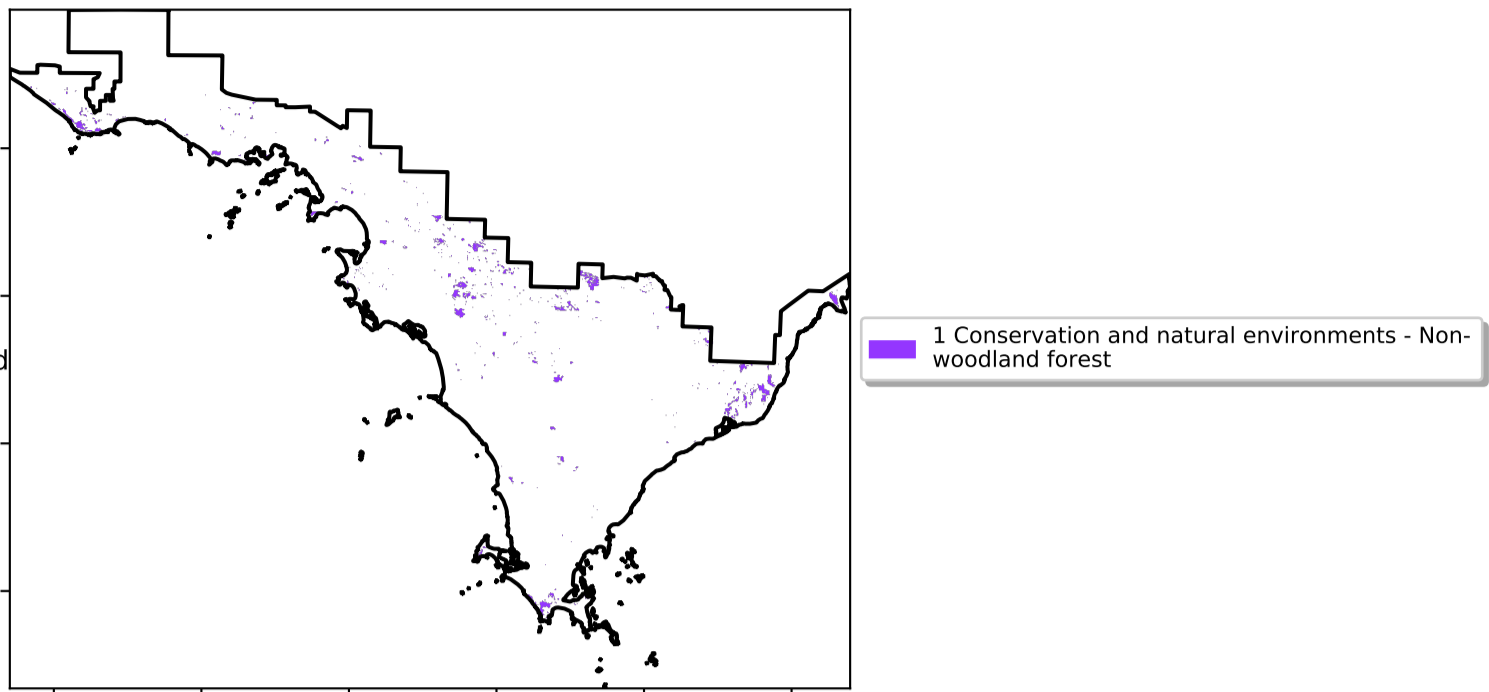 d
1 Conservation and natural environments - Non-
woodland forest